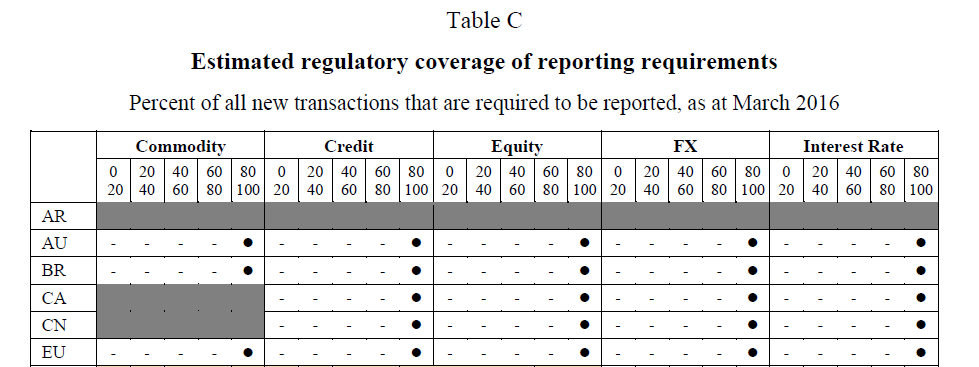 Table C
Estimated regulatory coverage of reporting requirements
Percent of all new transactions that are required to be reported, as at March 2016
Commodity Credit Equity FX Interest Rate
0 20 40 60 80 0 20 40 60 80 0 20 40 60 80 0 20 40 60 80 0 20 40 60 80
20 40 60 80 100 20 40 60 80 100 20 40 60 80 100 20 40 60 80 100 20 40 60 80 100
AR
AU - - - - ● - - - - ● - - - - ● - - - - ● - - - - ●
BR - - - - ● - - - - ● - - - - ● - - - - ● - - - - ●
CA - - - - ● - - - - ● - - - - ● - - - - ●
CN - - - - ● - - - - ● - - - - ● - - - - ●
EU - - - - ● - - - - ● - - - - ● - - - - ● - - - - ●